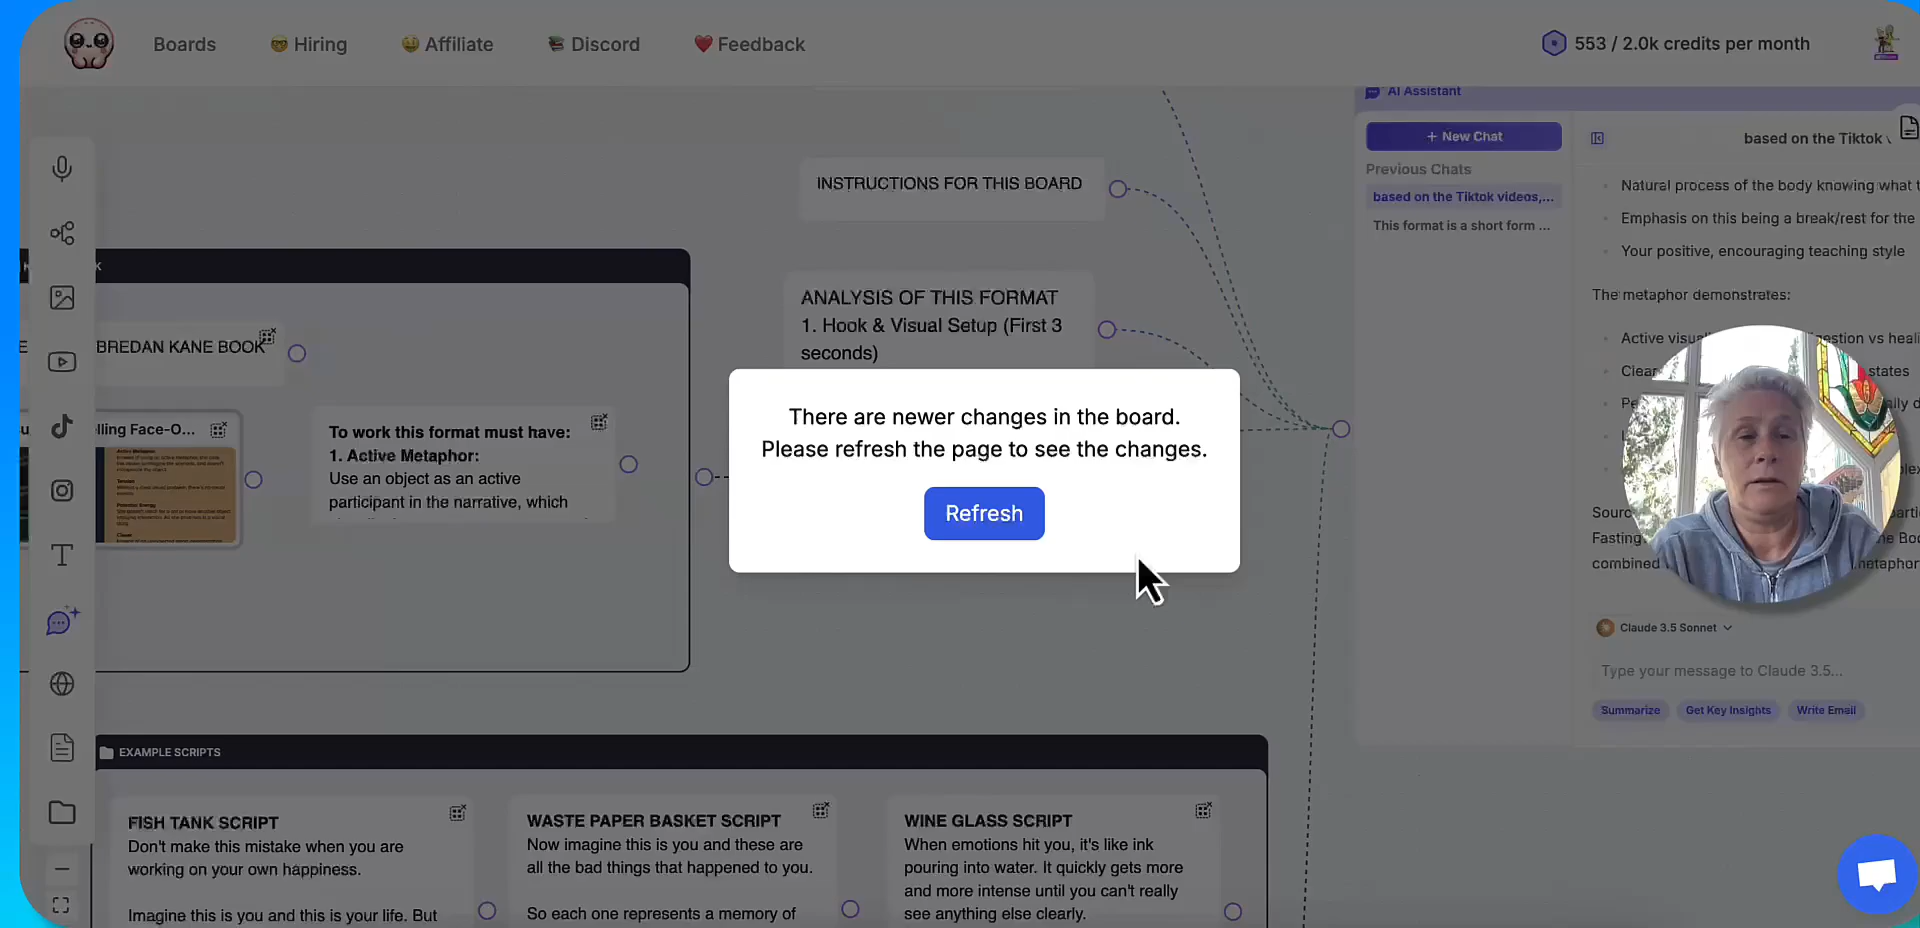 Boards
Hiring
Affiliate
Discord
Feedback
553 / 2.0k credits per month
AI Assistant
+ New Chat
Previous Chats
based on the Tiktok videos,...
This format is a short form ...
based on the Tiktok
Natural process of the body knowing what
Emphasis on this being a break/rest for the
Your positive, encouraging teaching style
The metaphor demonstrates:
Active
vs
states
combined
Claude 3.5 Sonnet
Type your message to Claude 3.5...
Summarize
Get Key Insights
Write Email
INSTRUCTIONS FOR THIS BOARD
ANALYSIS OF THIS FORMAT
1. Hook & Visual Setup (First 3
seconds)
BREDAN KANE BOOK
lling Face-O...
To work this format must have:
1. Active Metaphor:
Use an object as an active
participant in the narrative, which
There are newer changes in the board.
Please refresh the page to see the changes.
Refresh
EXAMPLE SCRIPTS
FISH TANK SCRIPT
Don't make this mistake when you are
working on your own happiness.
Imagine this is you and this is your life. But
WASTE PAPER BASKET SCRIPT
Now imagine this is you and these are
all the bad things that happened to you.
So each one represents a memory of
WINE GLASS SCRIPT
When emotions hit you, it's like ink
pouring into water. It quickly gets more
and more intense until you can't really
see anything else clearly.